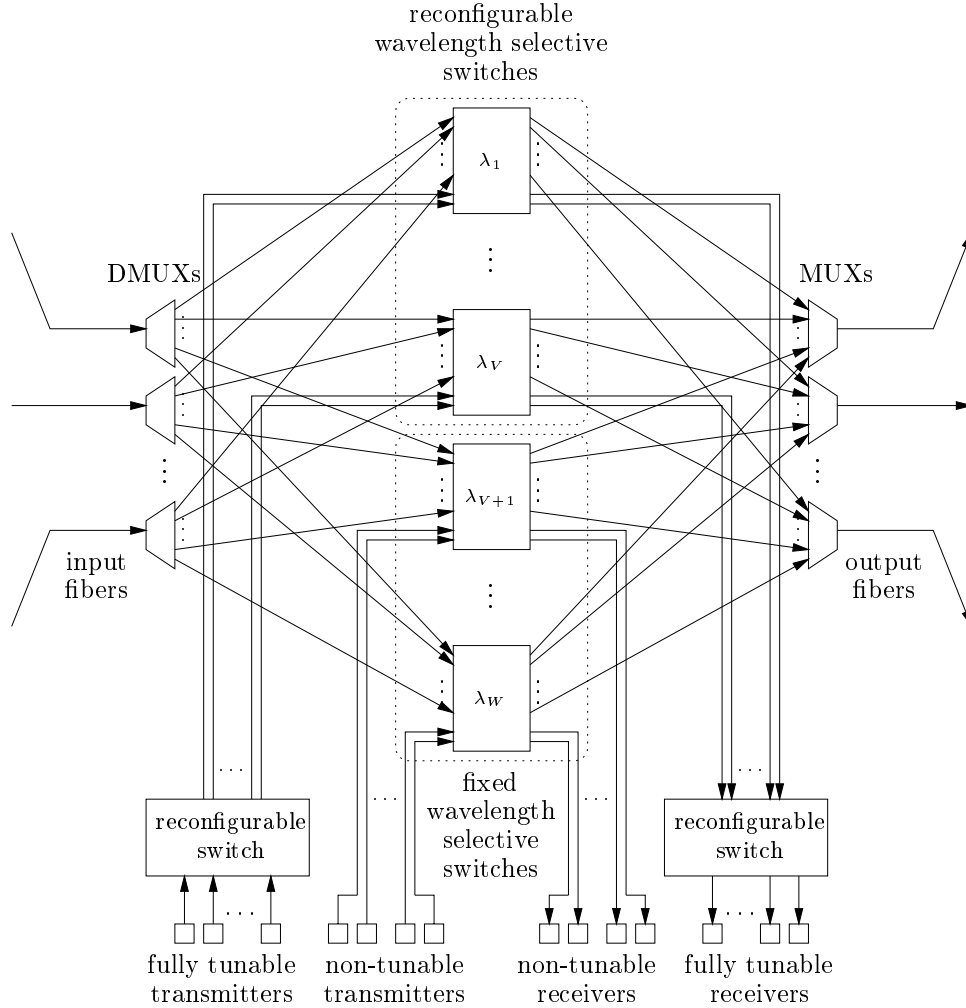 reconfigurable
wavelength selective
switches
λ1
DMUXs
MUXs
λV
λV+1
input
fibers
output
fibers
λW
fixed
wavelength
selective
switches
reconfigurable
switch
reconfigurable
switch
fully tunable
transmitters
non-tunable
transmitters
non-tunable
receivers
fully tunable
receivers